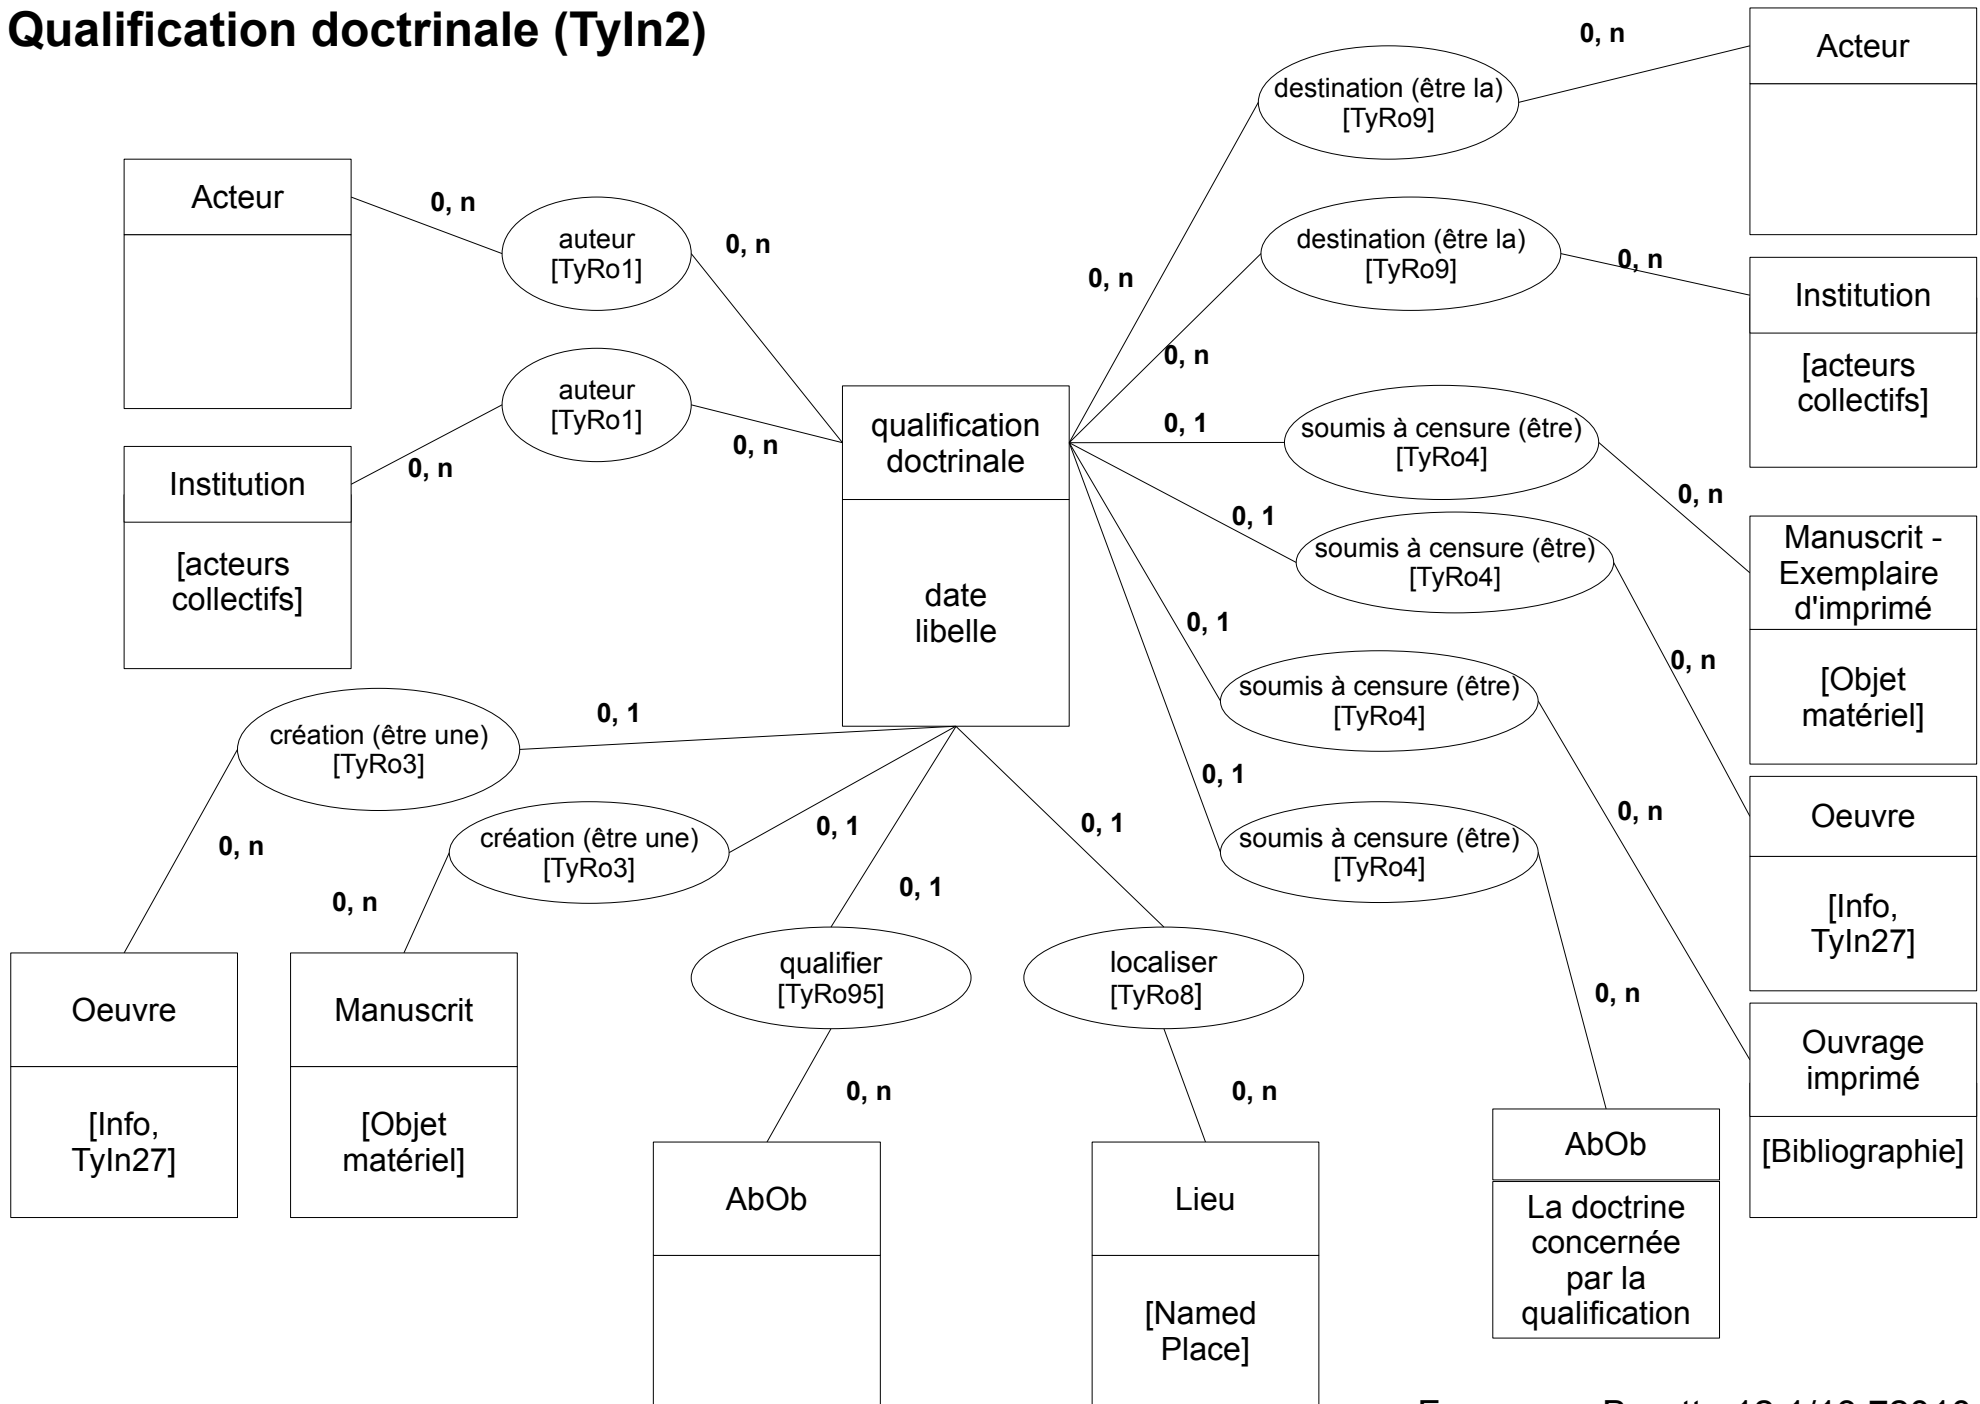 Qualification doctrinale (TyIn2)
0, n
Acteur
destination (être la)
[TyRo9]
Acteur
0, n
auteur
[TyRo1]
0, n
destination (être la)
[TyRo9]
0, n
0, n
Institution
[acteurs
collectifs]
0, n
auteur
[TyRo1]
0, n
0, n
Institution
[acteurs
collectifs]
qualification
doctrinale
date
libelle
0, 1
soumis à censure (être)
[TyRo4]
0, n
Manuscrit -
Exemplaire
d'imprimé
[Objet
matériel]
0, 1
soumis à censure (être)
[TyRo4]
0, n
Oeuvre
[Info,
TyIn27]
0, 1
soumis à censure (être)
[TyRo4]
0, n
Ouvrage
imprimé
[Bibliographie]
0, 1
soumis à censure (être)
[TyRo4]
0, n
AbOb
La doctrine
concernée
par la
qualification
création (être une)
[TyRo3]
0, 1
0, n
Oeuvre
[Info,
TyIn27]
création (être une)
[TyRo3]
0, 1
0, n
Manuscrit
[Objet
matériel]
0, 1
qualifier
[TyRo95]
0, n
AbOb
0, 1
localiser
[TyRo8]
0, n
Lieu
[Named
Place]